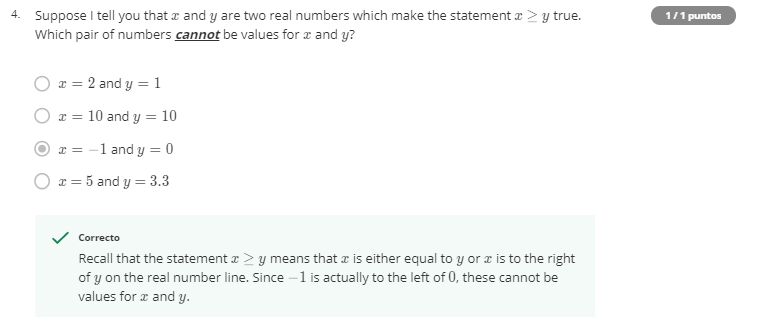 4. Suppose I tell you that x and y are two real numbers which make the statement x ≥ y true.
1 / 1 puntos
Which pair of numbers cannot be values for x and y?
x = 2 and y = 1
x = 10 and y = 10
x = −1 and y = 0
x = 5 and y = 3.3
Correcto
Recall that the statement x ≥ y means that x is either equal to y or x is to the right
of y on the real number line. Since −1 is actually to the left of 0, these cannot be
values for x and y.